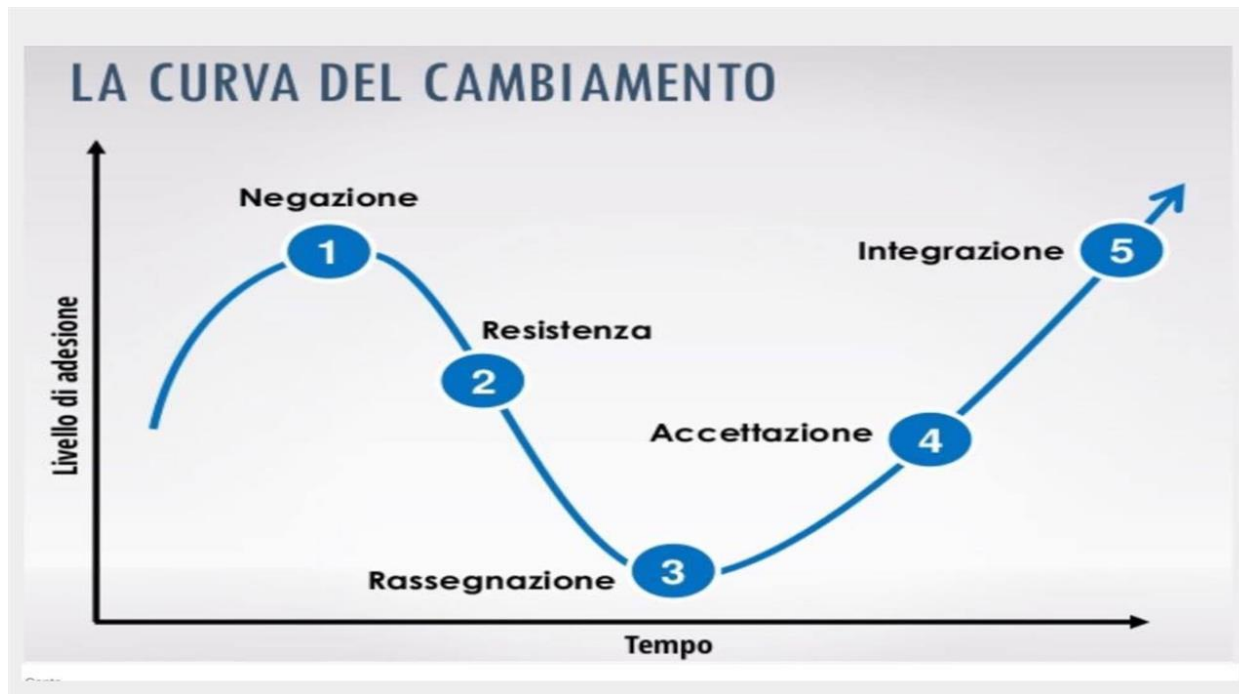 LA CURVA DEL CAMBIAMENTO
Negazione
1
Resistenza
2
Rassegnazione
3
Accettazione
4
Integrazione
5
Livello di adesione
Tempo